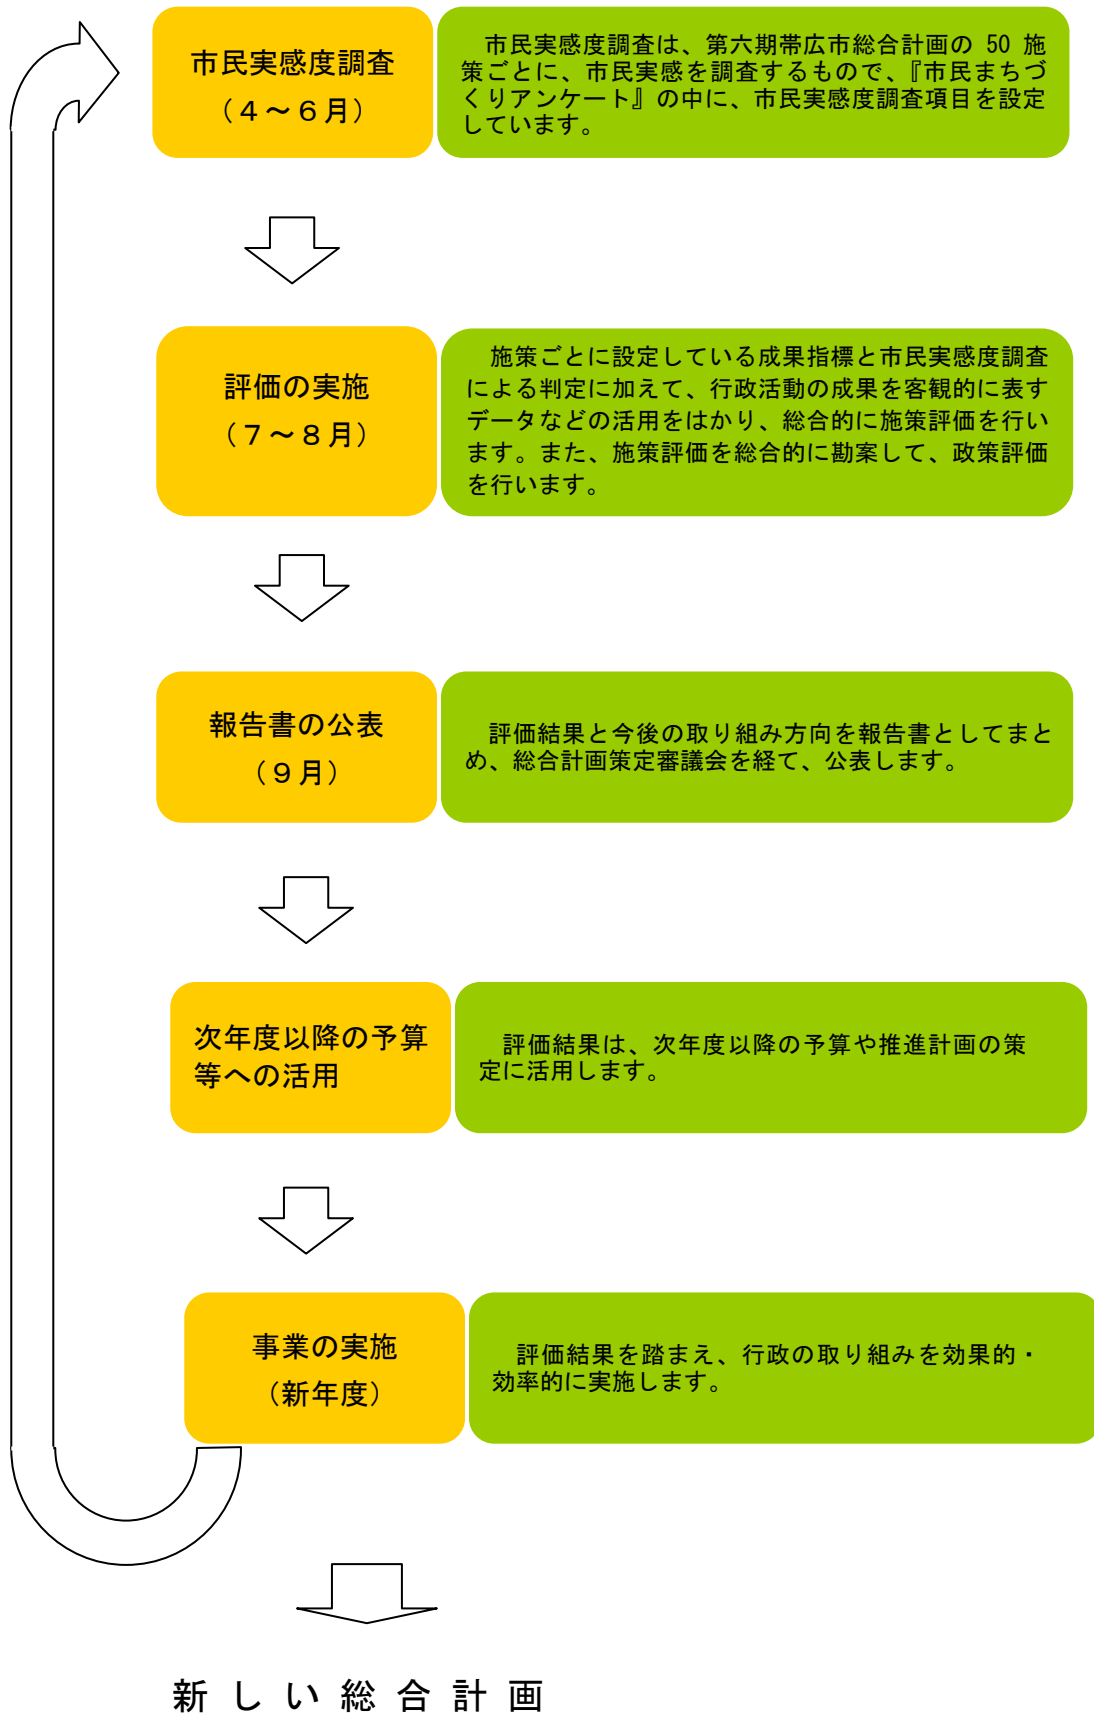 市民実感度調査
（４～６月）
市民実感度調査は、第六期帯広市総合計画の 50 施
策ごとに、市民実感を調査するもので、『市民まちづ
くりアンケート』の中に、市民実感度調査項目を設定
しています。
評価の実施
（７～８月）
施策ごとに設定している成果指標と市民実感度調査
による判定に加えて、行政活動の成果を客観的に表す
データなどの活用をはかり、総合的に施策評価を行い
ます。また、施策評価を総合的に勘案して、政策評価
を行います。
報告書の公表
（９月）
評価結果と今後の取り組み方向を報告書としてまと
め、総合計画策定審議会を経て、公表します。
次年度以降の予算
等への活用
評価結果は、次年度以降の予算や推進計画の策
定に活用します。
事業の実施
（新年度）
評価結果を踏まえ、行政の取り組みを効果的・
効率的に実施します。
新しい総合計画